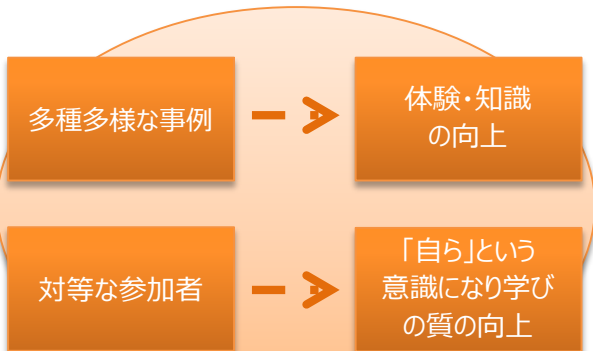 多種多様な事例
体験・知識
の向上
対等な参加者
「自ら」という
意識になり学び
の質の向上